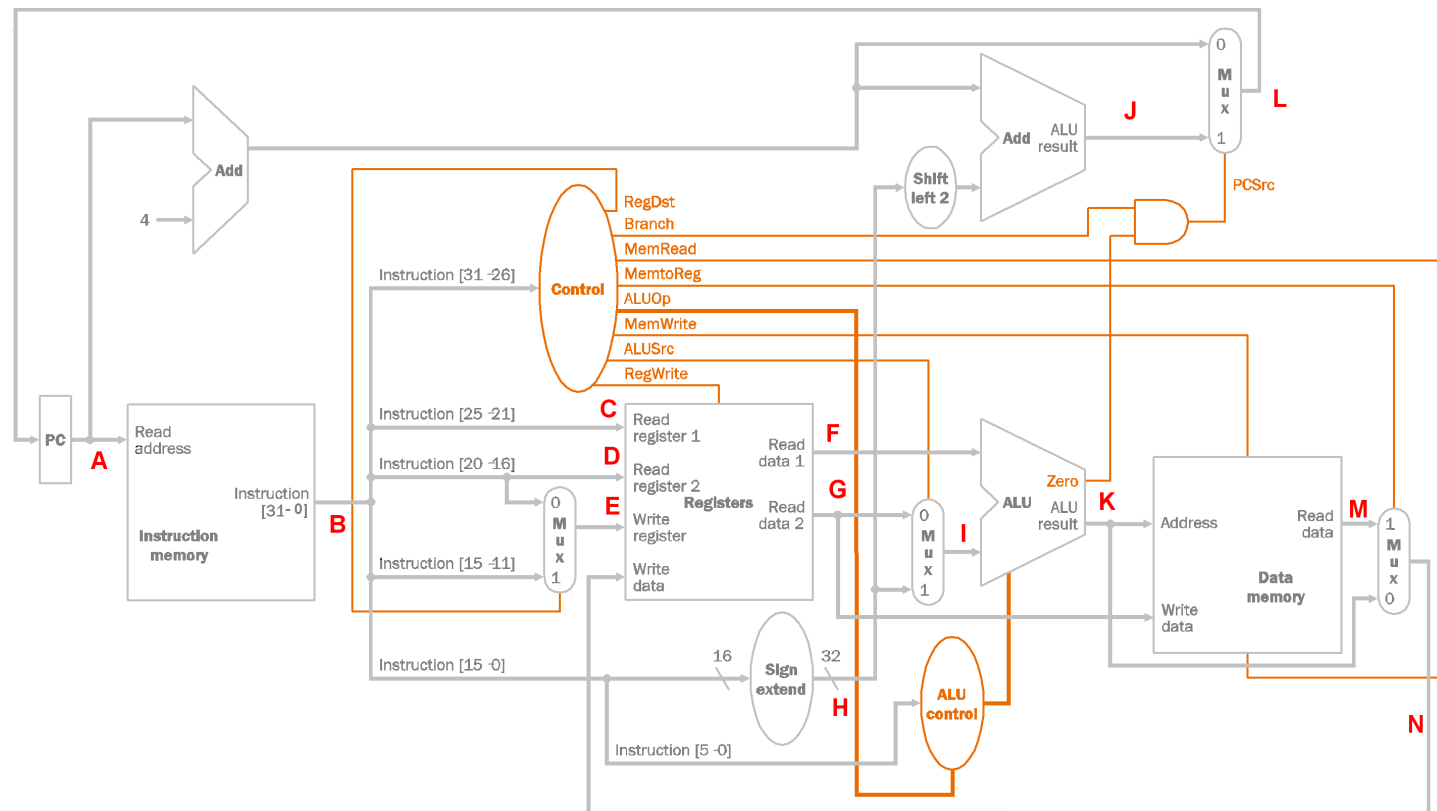 0
M
u
x
1
L
J
Add
ALU
result
Add
4
Shift
left 2
PCSrc
RegDst
Branch
MemRead
MemtoReg
ALUOp
MemWrite
ALUSrc
RegWrite
Control
Instruction [31-26]
PC
A
Read
address
Instruction
[31-0]
Instruction
memory
B
Instruction [25-21]
Instruction [20-16]
Instruction [15-11]
Instruction [15-0]
Instruction [5-0]
0
M
u
x
1
C
D
E
Read
register 1
Read
register 2
Write
register
Write
data
Registers
Read
data 1
Read
data 2
F
G
0
M
u
x
1
I
Zero
ALU
ALU
result
K
Address
Write
data
Read
data
Data
memory
M
1
M
u
x
0
N
16
Sign
extend
32
H
ALU
control